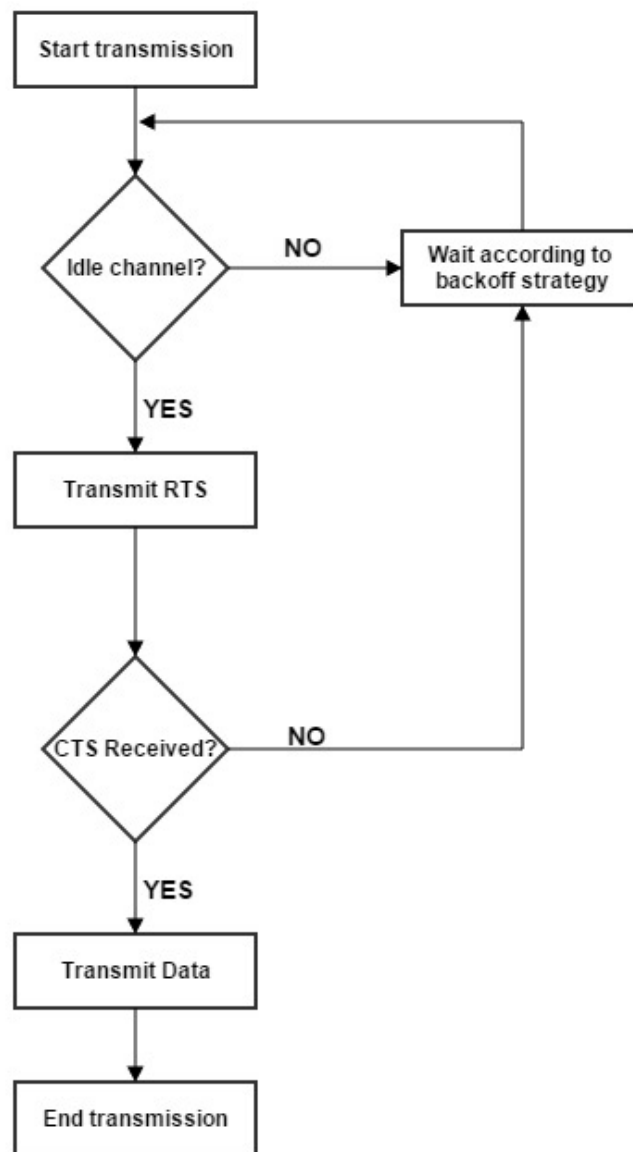 Start transmission
Idle channel?
NO
Wait according to
backoff strategy
YES
Transmit RTS
CTS Received?
NO
YES
Transmit Data
End transmission